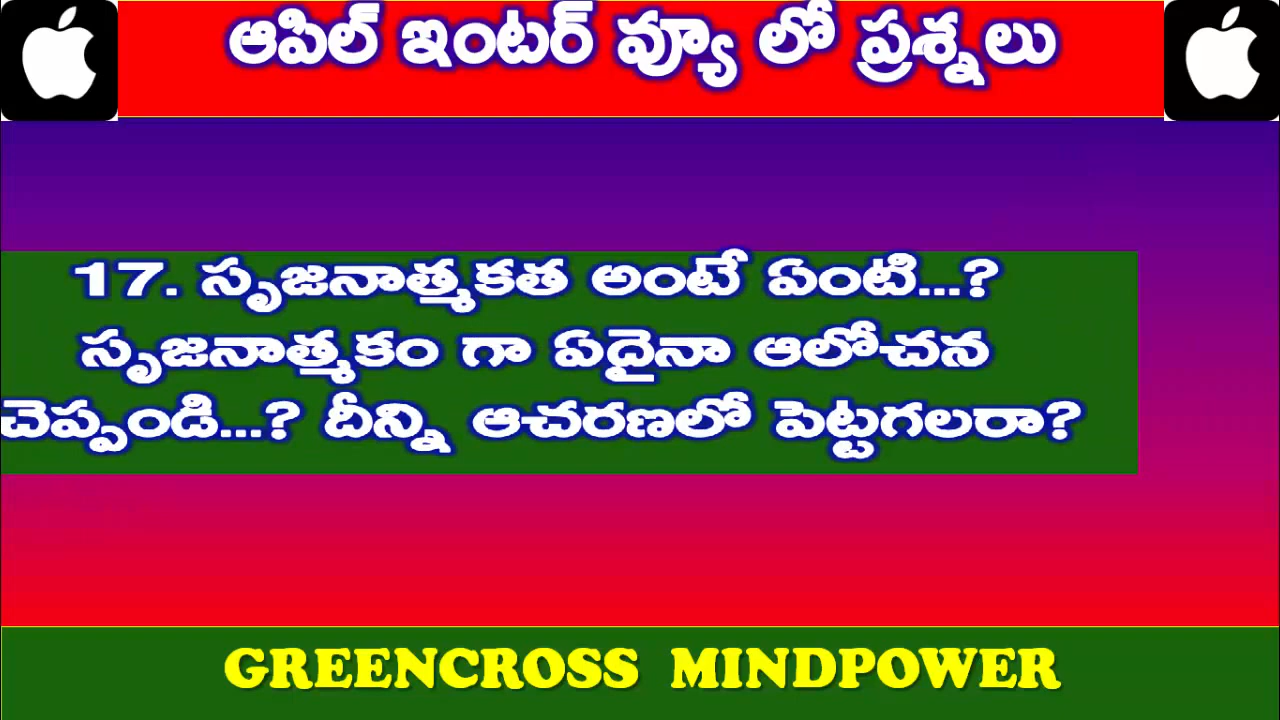 ఆపిల్ ఇంటర్ వ్యూ లో ప్రశ్నలు
17. సృజనాత్మకత అంటే ఏంటి...?
సృజనాత్మకం గా ఏదైనా ఆలోచన
చెప్పండి...? దీన్ని ఆచరణలో పెట్టగలరా?
GREENCROSS MINDPOWER